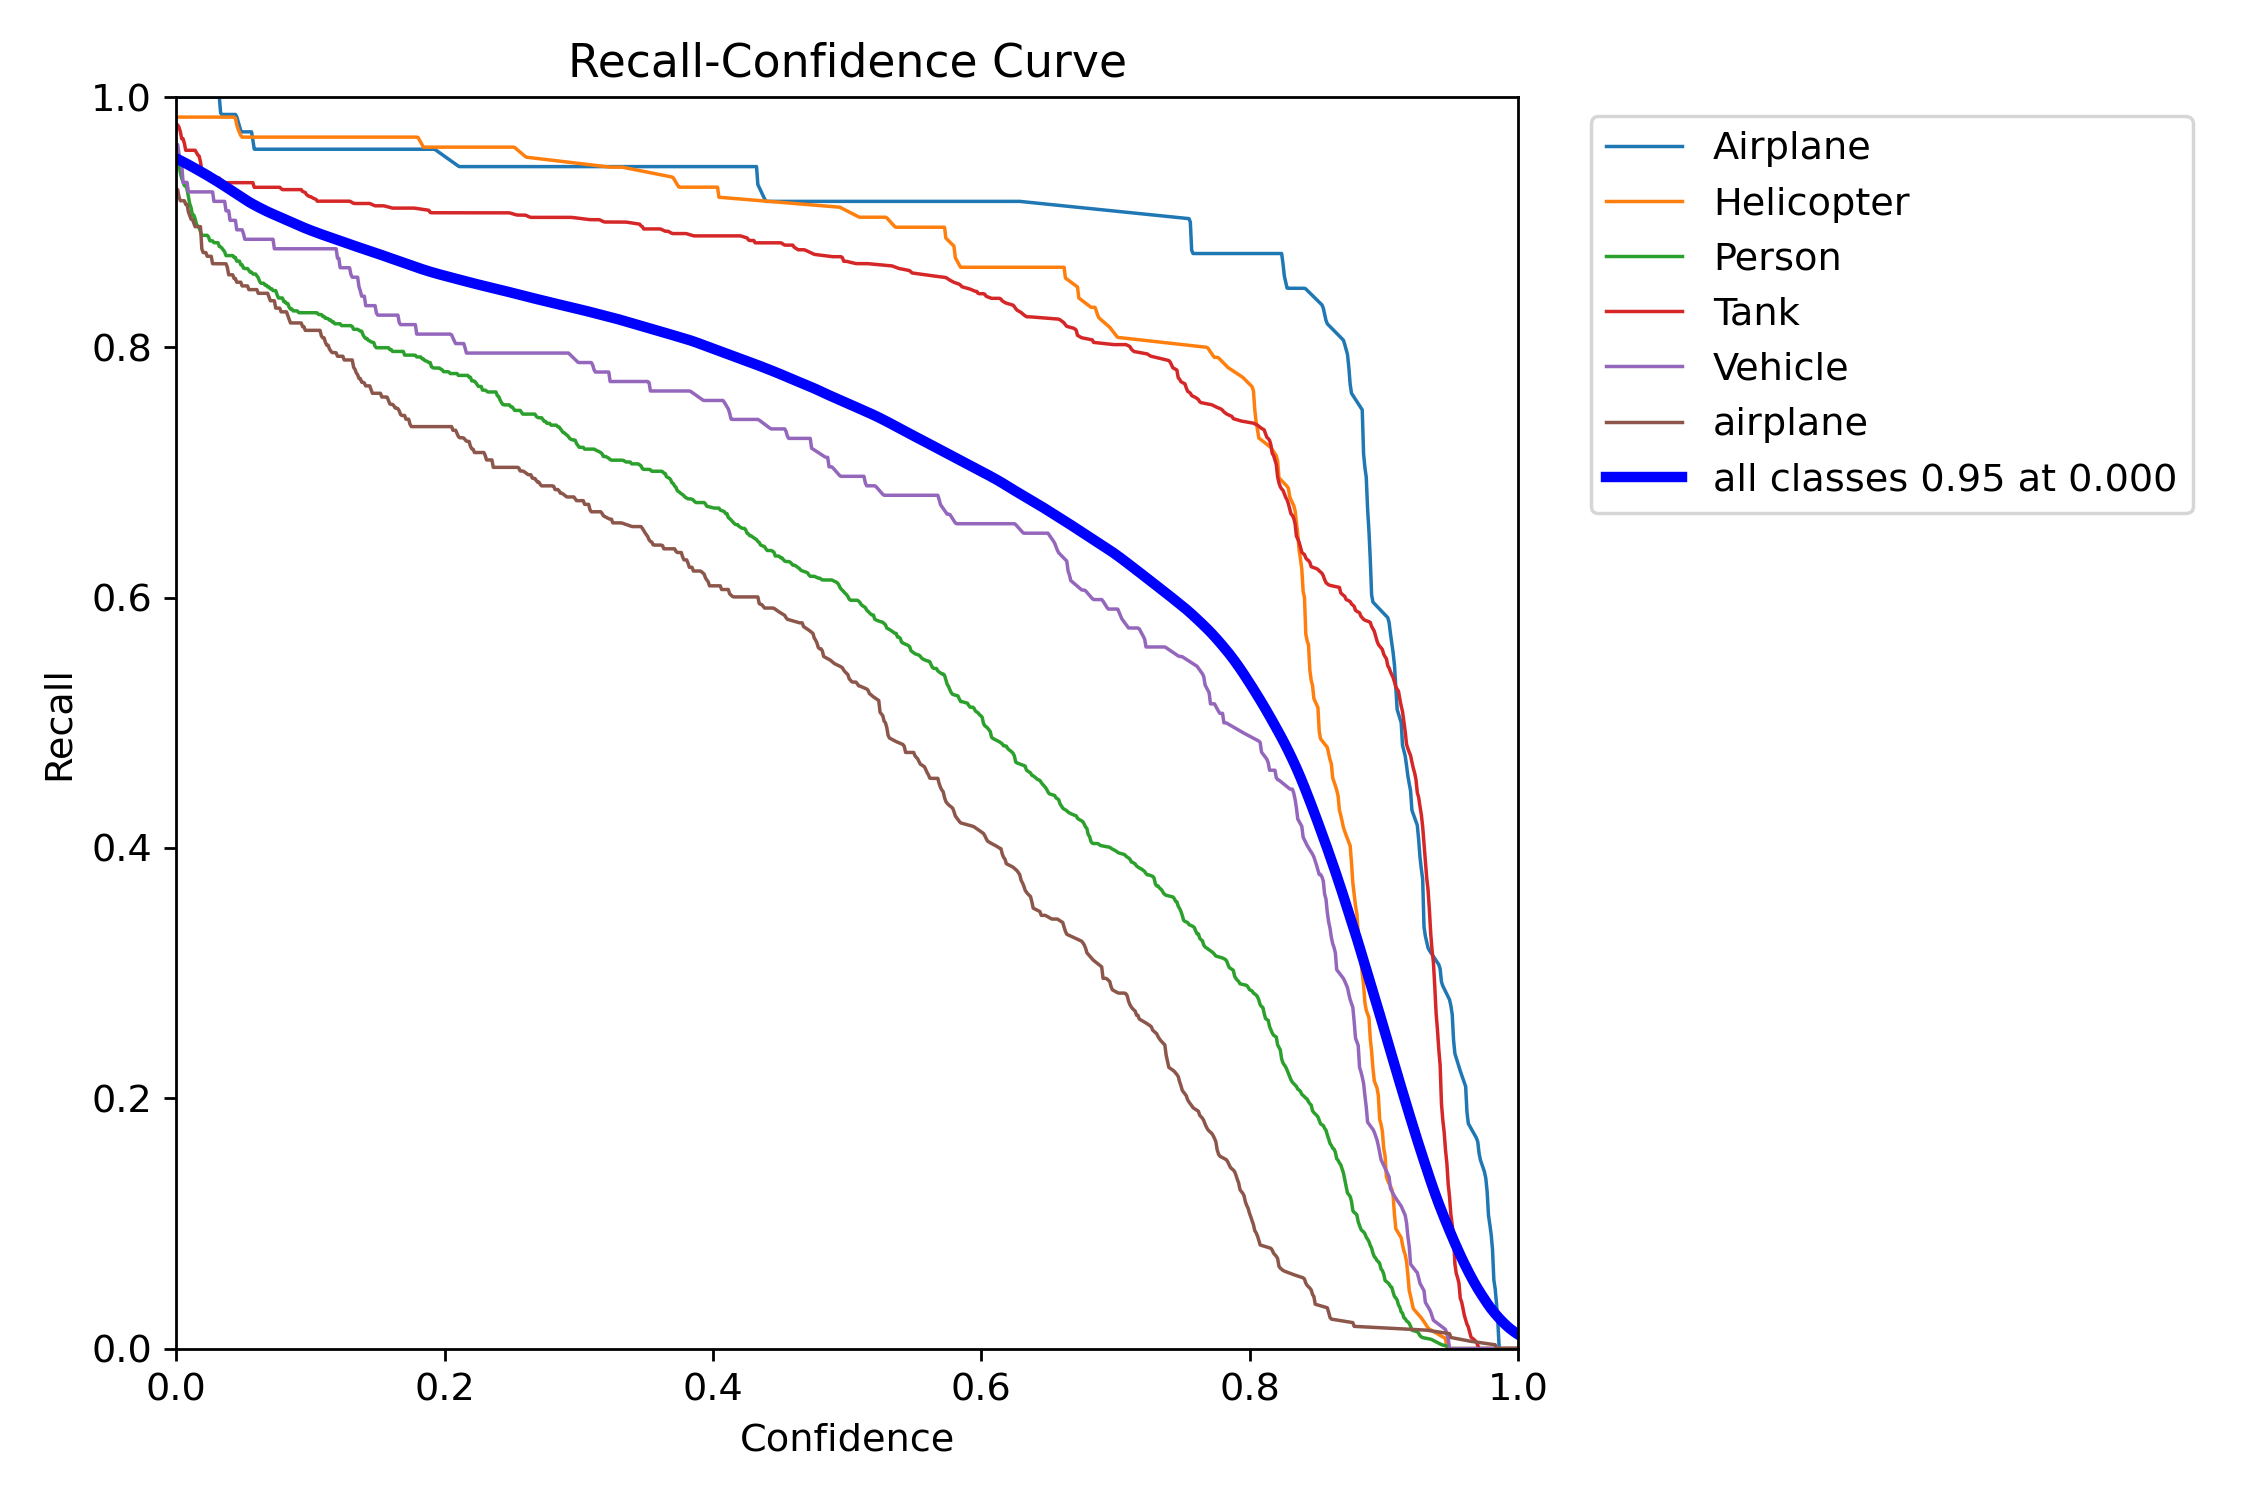 Recall-Confidence Curve
1.0
0.8
0.6
0.4
0.2
0.0
Recall
0.0 0.2 0.4 0.6 0.8 1.0
Confidence
Airplane
Helicopter
Person
Tank
Vehicle
airplane
all classes 0.95 at 0.000